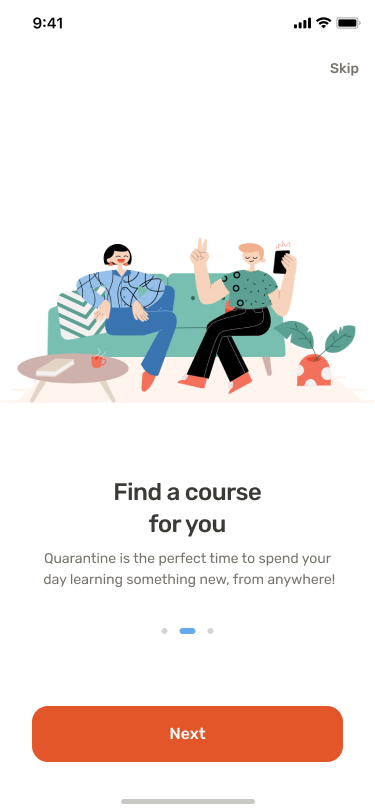 9:41
Skip
Find a course
for you
Quarantine is the perfect time to spend your
day learning something new, from anywhere!
Next